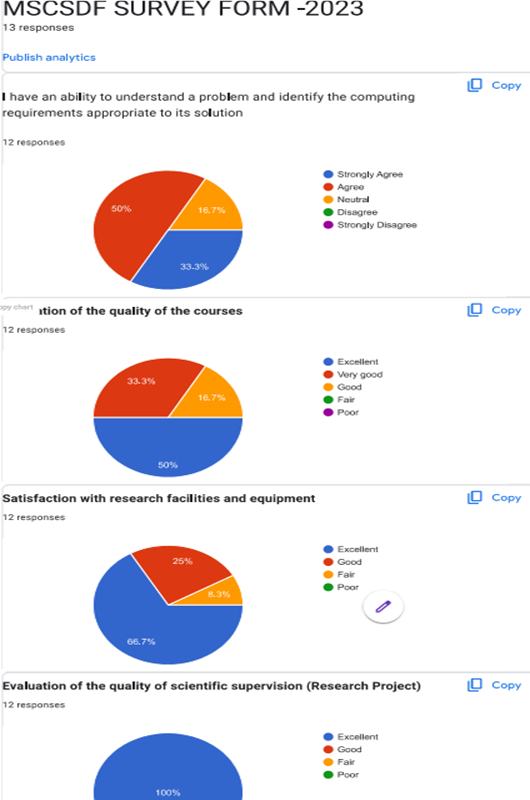 MSCSDF SURVEY FORM -2023
13 responses
Publish analytics
Copy
I have an ability to understand a problem and identify the computing
requirements appropriate to its solution
12 responses
Strongly Agree
Agree
Neutral
Disagree
Strongly Disagree
50%
16.7%
33.3%
opy chart
tion of the quality of the courses
Copy
12 responses
Excellent
Very good
Good
Fair
Poor
33.3%
16.7%
50%
Satisfaction with research facilities and equipment
Copy
12 responses
Excellent
Good
Fair
Poor
25%
8.3%
66.7%
Evaluation of the quality of scientific supervision (Research Project)
Copy
12 responses
Excellent
Good
Fair
Poor
100%